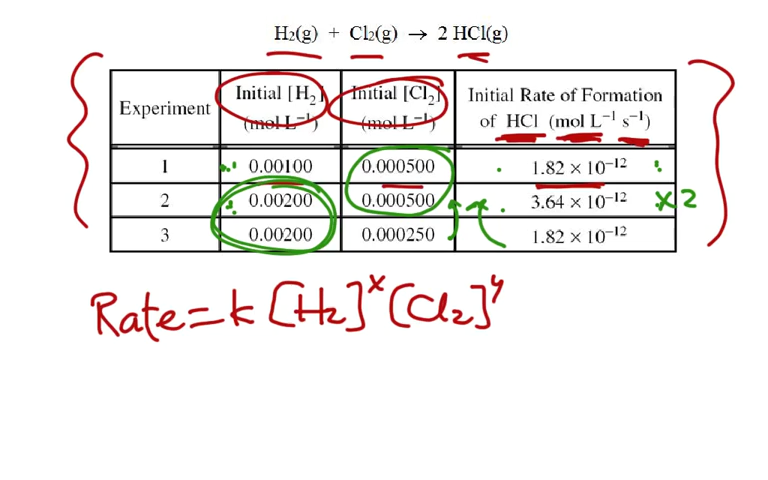 H₂(g) + Cl₂(g) → 2 HCl(g)
Experiment Initial [H₂] (mol L⁻¹) Initial [Cl₂] (mol L⁻¹) Initial Rate of Formation of HCl (mol L⁻¹ s⁻¹)
1 0.00100 0.000500 1.82 × 10⁻¹²
2 0.00200 0.000500 3.64 × 10⁻¹² ×2
3 0.00200 0.000250 1.82 × 10⁻¹²
Rate = k [H₂]ˣ [Cl₂]ʸ